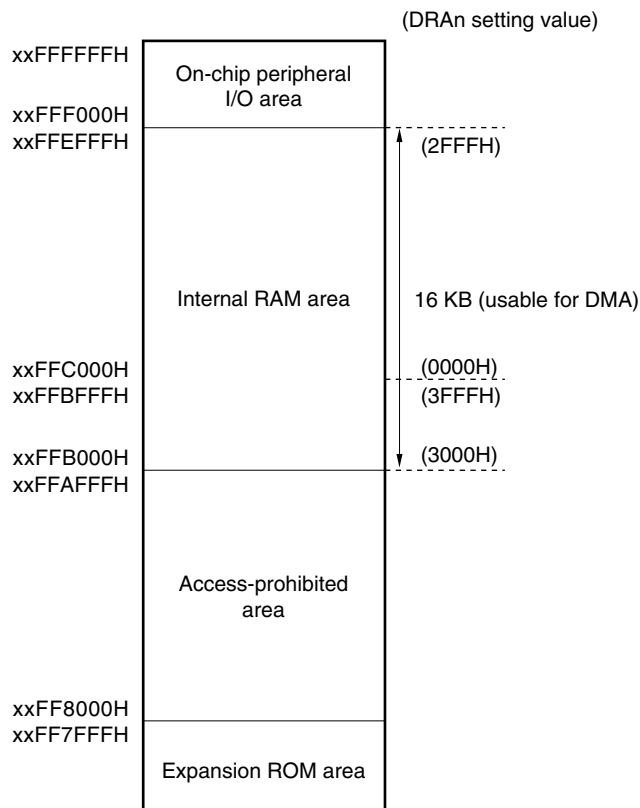 (DRAn setting value)
xxFFFFFFH
On-chip peripheral
I/O area
xxFFF000H
xxFFEFFFH
(2FFFH)
Internal RAM area
16 KB (usable for DMA)
xxFFC000H
(0000H)
xxFFBFFFH
(3FFFH)
xxFFB000H
(3000H)
xxFFAFFFH
Access-prohibited
area
xxFF8000H
xxFF7FFFH
Expansion ROM area